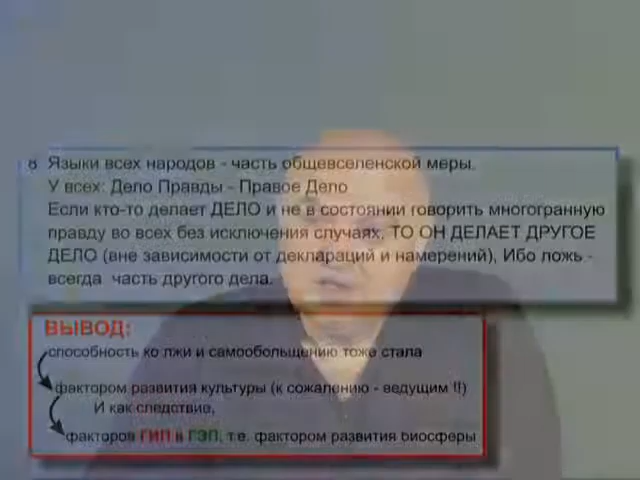 8 Языки всех народов - часть общевселенской меры.
У всех: Дело Правды - Правое Дело
Если кто-то делает ДЕЛО и не в состоянии говорить многогранную
правду во всех без исключения случаях, ТО ОН ДЕЛАЕТ ДРУГОЕ
ДЕЛО (вне зависимости от деклараций и намерений), Ибо ложь -
всегда часть другого дела.
ВЫВОД:
способность ко лжи и самообольщению тоже стала
фактором развития культуры (к сожалению - ведущим !!)
И как следствие,
факторов ГИП в ГЭП, т.е. фактором развития биосферы